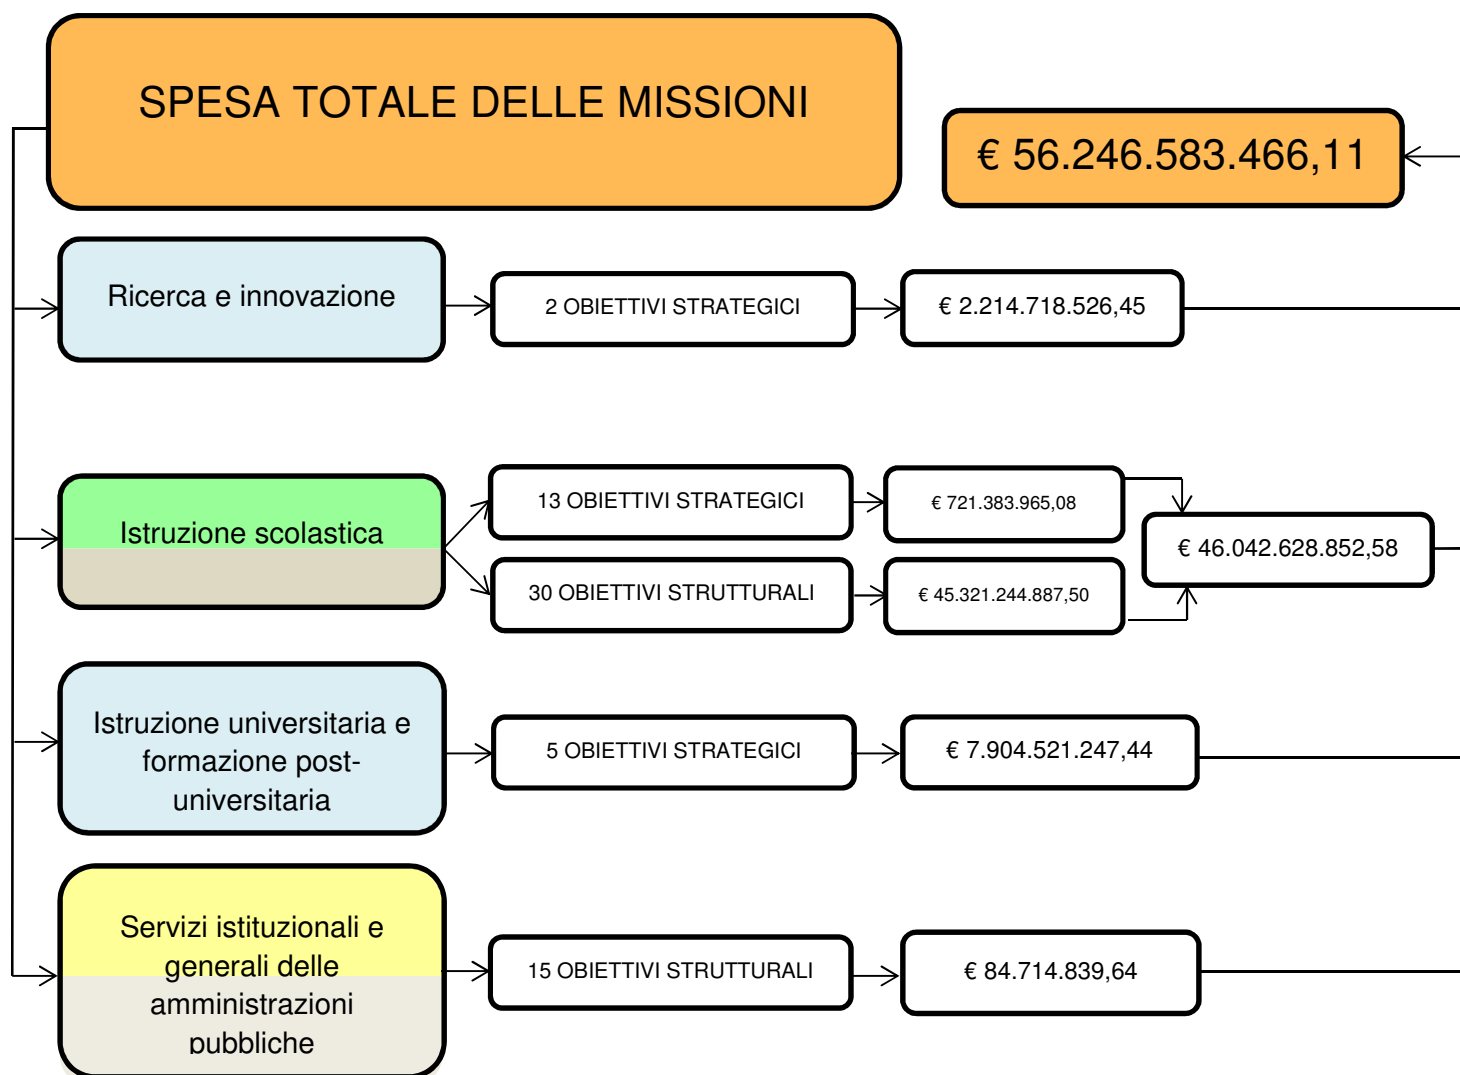 SPESA TOTALE DELLE MISSIONI
€ 56.246.583.466,11
Ricerca e innovazione
2 OBIETTIVI STRATEGICI
€ 2.214.718.526,45
Istruzione scolastica
13 OBIETTIVI STRATEGICI
€ 721.383.965,08
30 OBIETTIVI STRUTTURALI
€ 45.321.244.887,50
€ 46.042.628.852,58
Istruzione universitaria e
formazione post-
universitaria
5 OBIETTIVI STRATEGICI
€ 7.904.521.247,44
Servizi istituzionali e
generali delle
amministrazioni
pubbliche
15 OBIETTIVI STRUTTURALI
€ 84.714.839,64